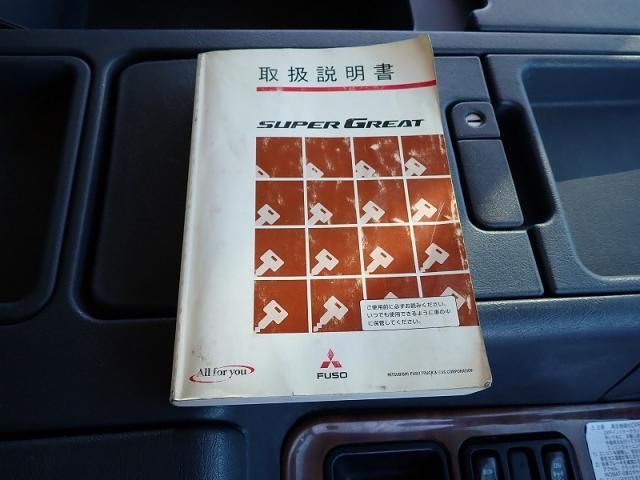 取扱説明書
SUPER GREAT
ご使用前に必ずお読みください。
いつでも使用できるように車の中
に保管してください。
All for you
FUSO
MITSUBISHI FUSO TRUCK & BUS CORPORATION